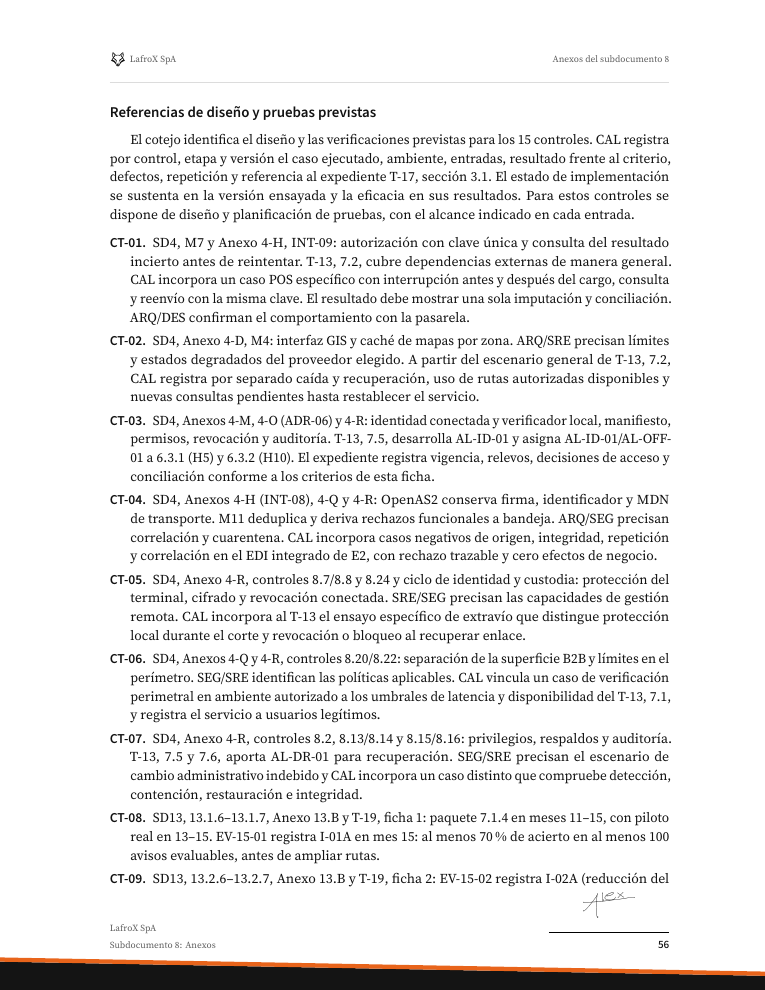 LafroX SpA
Anexos del subdocumento 8
Referencias de diseño y pruebas previstas
El cotejo identifica el diseño y las verificaciones previstas para los 15 controles. CAL registra
por control, etapa y versión el caso ejecutado, ambiente, entradas, resultado frente al criterio,
defectos, repetición y referencia al expediente T-17, sección 3.1. El estado de implementación
se sustenta en la versión ensayada y la eficacia en sus resultados. Para estos controles se
dispone de diseño y planificación de pruebas, con el alcance indicado en cada entrada.
CT-01. SD4, M7 y Anexo 4-H, INT-09: autorización con clave única y consulta del resultado
incierto antes de reintentar. T-13, 7.2, cubre dependencias externas de manera general.
CAL incorpora un caso POS específico con interrupción antes y después del cargo, consulta
y reenvío con la misma clave. El resultado debe mostrar una sola imputación y conciliación.
ARQ/DES confirman el comportamiento con la pasarela.
CT-02. SD4, Anexo 4-D, M4: interfaz GIS y caché de mapas por zona. ARQ/SRE precisan límites
y estados degradados del proveedor elegido. A partir del escenario general de T-13, 7.2,
CAL registra por separado caída y recuperación, uso de rutas autorizadas disponibles y
nuevas consultas pendientes hasta restablecer el servicio.
CT-03. SD4, Anexos 4-M, 4-O (ADR-06) y 4-R: identidad conectada y verificador local, manifiesto,
permisos, revocación y auditoría. T-13, 7.5, desarrolla AL-ID-01 y asigna AL-ID-01/AL-OFF-
01 a 6.3.1 (H5) y 6.3.2 (H10). El expediente registra vigencia, relevos, decisiones de acceso y
conciliación conforme a los criterios de esta ficha.
CT-04. SD4, Anexos 4-H (INT-08), 4-Q y 4-R: OpenAS2 conserva firma, identificador y MDN
de transporte. M11 deduplica y deriva rechazos funcionales a bandeja. ARQ/SEG precisan
correlación y cuarentena. CAL incorpora casos negativos de origen, integridad, repetición
y correlación en el EDI integrado de E2, con rechazo trazable y cero efectos de negocio.
CT-05. SD4, Anexo 4-R, controles 8.7/8.8 y 8.24 y ciclo de identidad y custodia: protección del
terminal, cifrado y revocación conectada. SRE/SEG precisan las capacidades de gestión
remota. CAL incorpora al T-13 el ensayo específico de extravío que distingue protección
local durante el corte y revocación o bloqueo al recuperar enlace.
CT-06. SD4, Anexos 4-Q y 4-R, controles 8.20/8.22: separación de la superficie B2B y límites en el
perímetro. SEG/SRE identifican las políticas aplicables. CAL vincula un caso de verificación
perimetral en ambiente autorizado a los umbrales de latencia y disponibilidad del T-13, 7.1,
y registra el servicio a usuarios legítimos.
CT-07. SD4, Anexo 4-R, controles 8.2, 8.13/8.14 y 8.15/8.16: privilegios, respaldos y auditoría.
T-13, 7.5 y 7.6, aporta AL-DR-01 para recuperación. SEG/SRE precisan el escenario de
cambio administrativo indebido y CAL incorpora un caso distinto que compruebe detección,
contención, restauración e integridad.
CT-08. SD13, 13.1.6–13.1.7, Anexo 13.B y T-19, ficha 1: paquete 7.1.4 en meses 11–15, con piloto
real en 13–15. EV-15-01 registra I-01A en mes 15: al menos 70 % de acierto en al menos 100
avisos evaluables, antes de ampliar rutas.
CT-09. SD13, 13.2.6–13.2.7, Anexo 13.B y T-19, ficha 2: EV-15-02 registra I-02A (reducción del
Alex
LafroX SpA
Subdocumento 8: Anexos
56